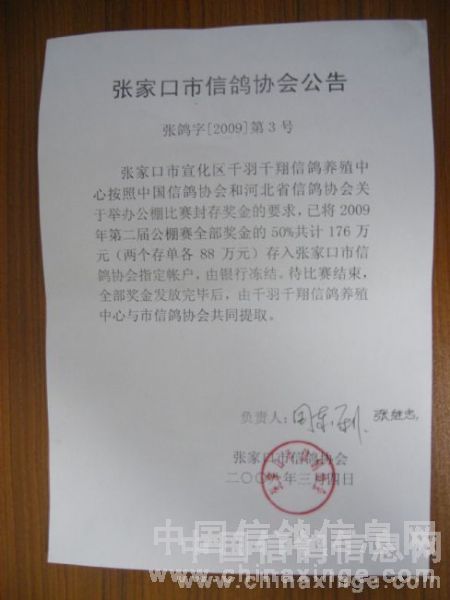 张家口市信鸽协会公告
张鸽字[2009]第3号
张家口市宣化区千羽千翔信鸽养殖中
心按照中国信鸽协会和河北省信鸽协会关
于举办公棚比赛封存奖金的要求，已将2009
年第二届公棚赛全部奖金的50%共计176万
元（两个存单各88万元）存入张家口市信
鸽协会指定帐户，由银行冻结。待比赛结束，
全部奖金发放完毕后，由千羽千翔信鸽养殖
中心与市信鸽协会共同提取。
负责人：
张家口市信鸽协会
二〇〇九年三月四日
中国信鸽信息网
www.chinaxinge.com